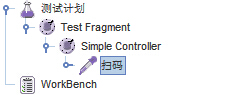 测试计划
Test Fragment
Simple Controller
扫码
WorkBench